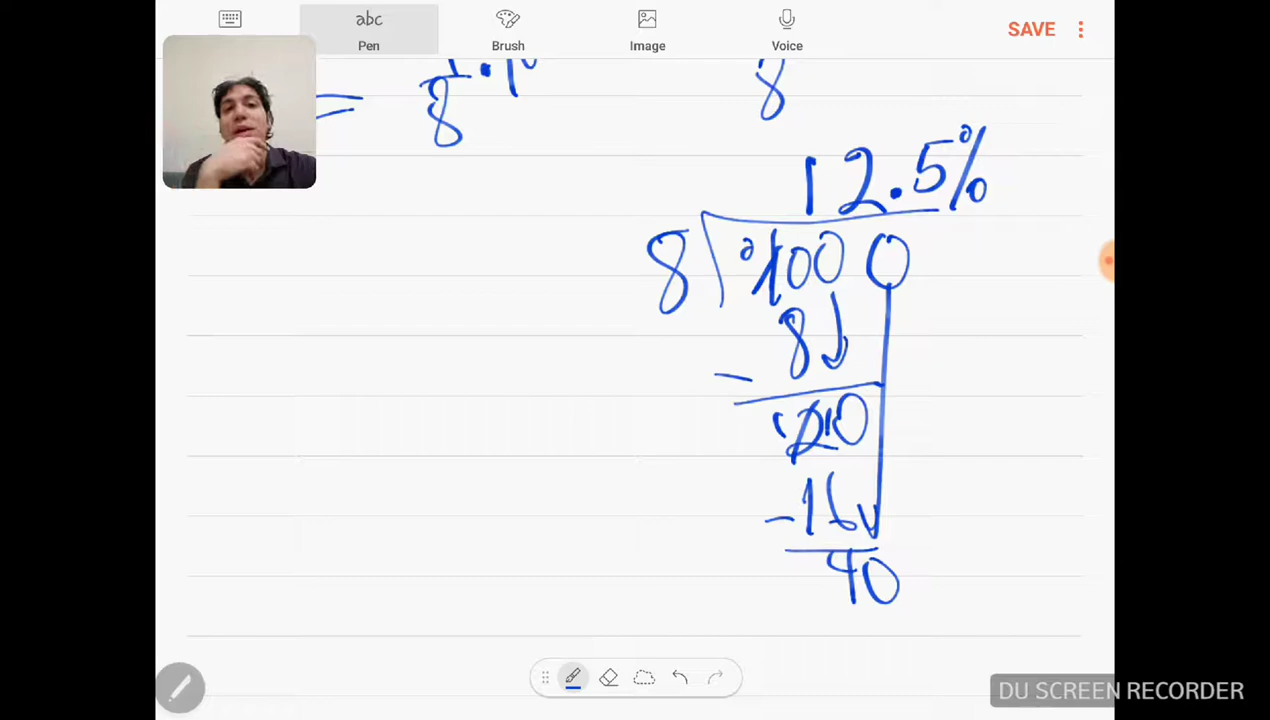 abc
Pen Brush Image Voice SAVE
= 8 8
12.5%
8 100 0
8
20
-16
40
DU SCREEN RECORDER